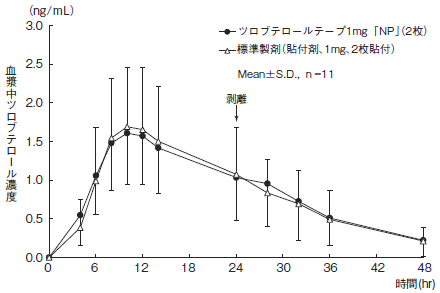 (ng/mL)
3.0
2.5
2.0
1.5
1.0
0.5
0.0
血漿中ツロブテロール濃度
ツロブテロールテープ1mg「NP」(2枚)
標準製剤(貼付剤、1mg、2枚貼付)
Mean±S.D., n=11
剥離
0 6 12 18 24 30 36 42 48
時間(hr)